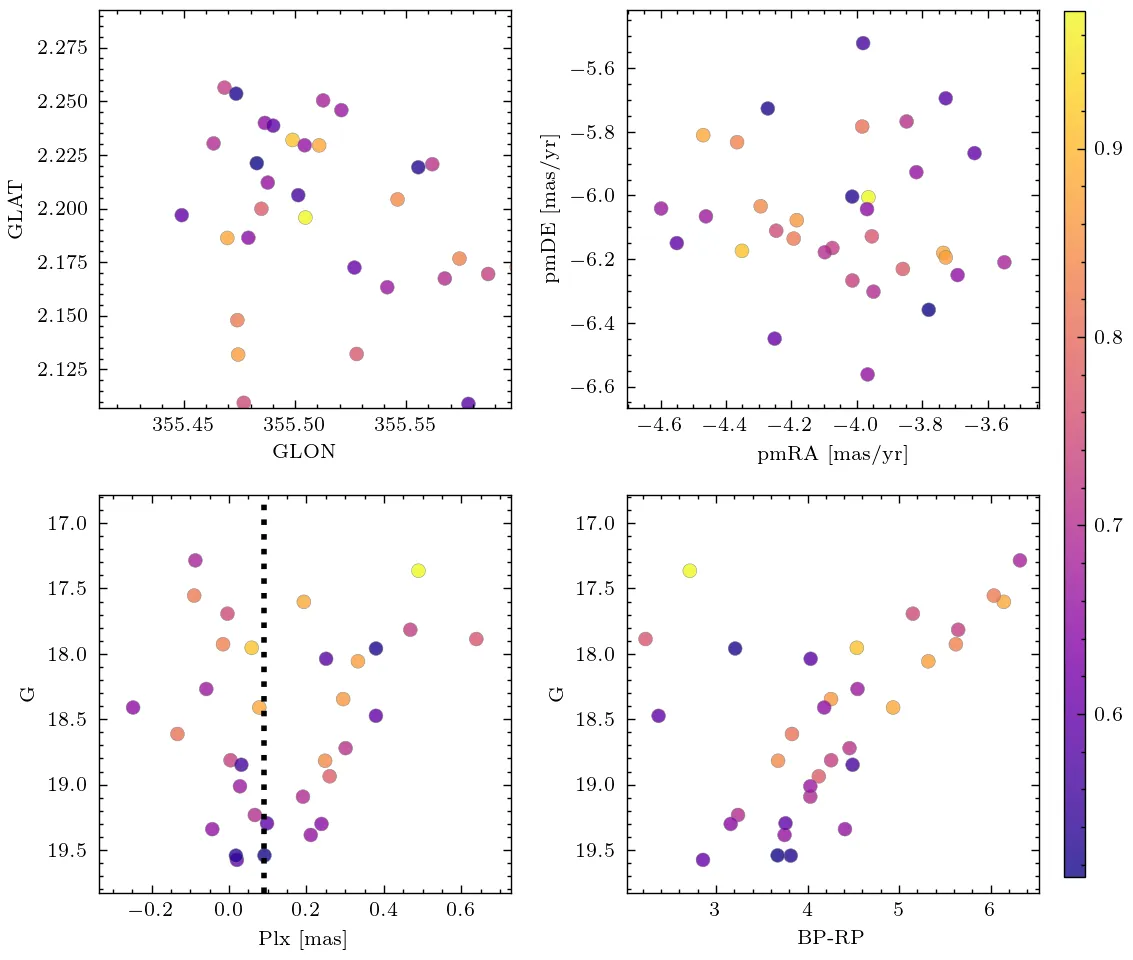 2.275
2.250
2.225
2.200
2.175
2.150
2.125
GLAT
355.45 355.50 355.55
GLON
−5.6
−5.8
−6.0
−6.2
−6.4
−6.6
pmDE [mas/yr]
−4.6 −4.4 −4.2 −4.0 −3.8 −3.6
pmRA [mas/yr]
0.9
0.8
0.7
0.6
17.0
17.5
18.0
18.5
19.0
19.5
G
−0.2 0.0 0.2 0.4 0.6
Plx [mas]
17.0
17.5
18.0
18.5
19.0
19.5
G
3 4 5 6
BP-RP